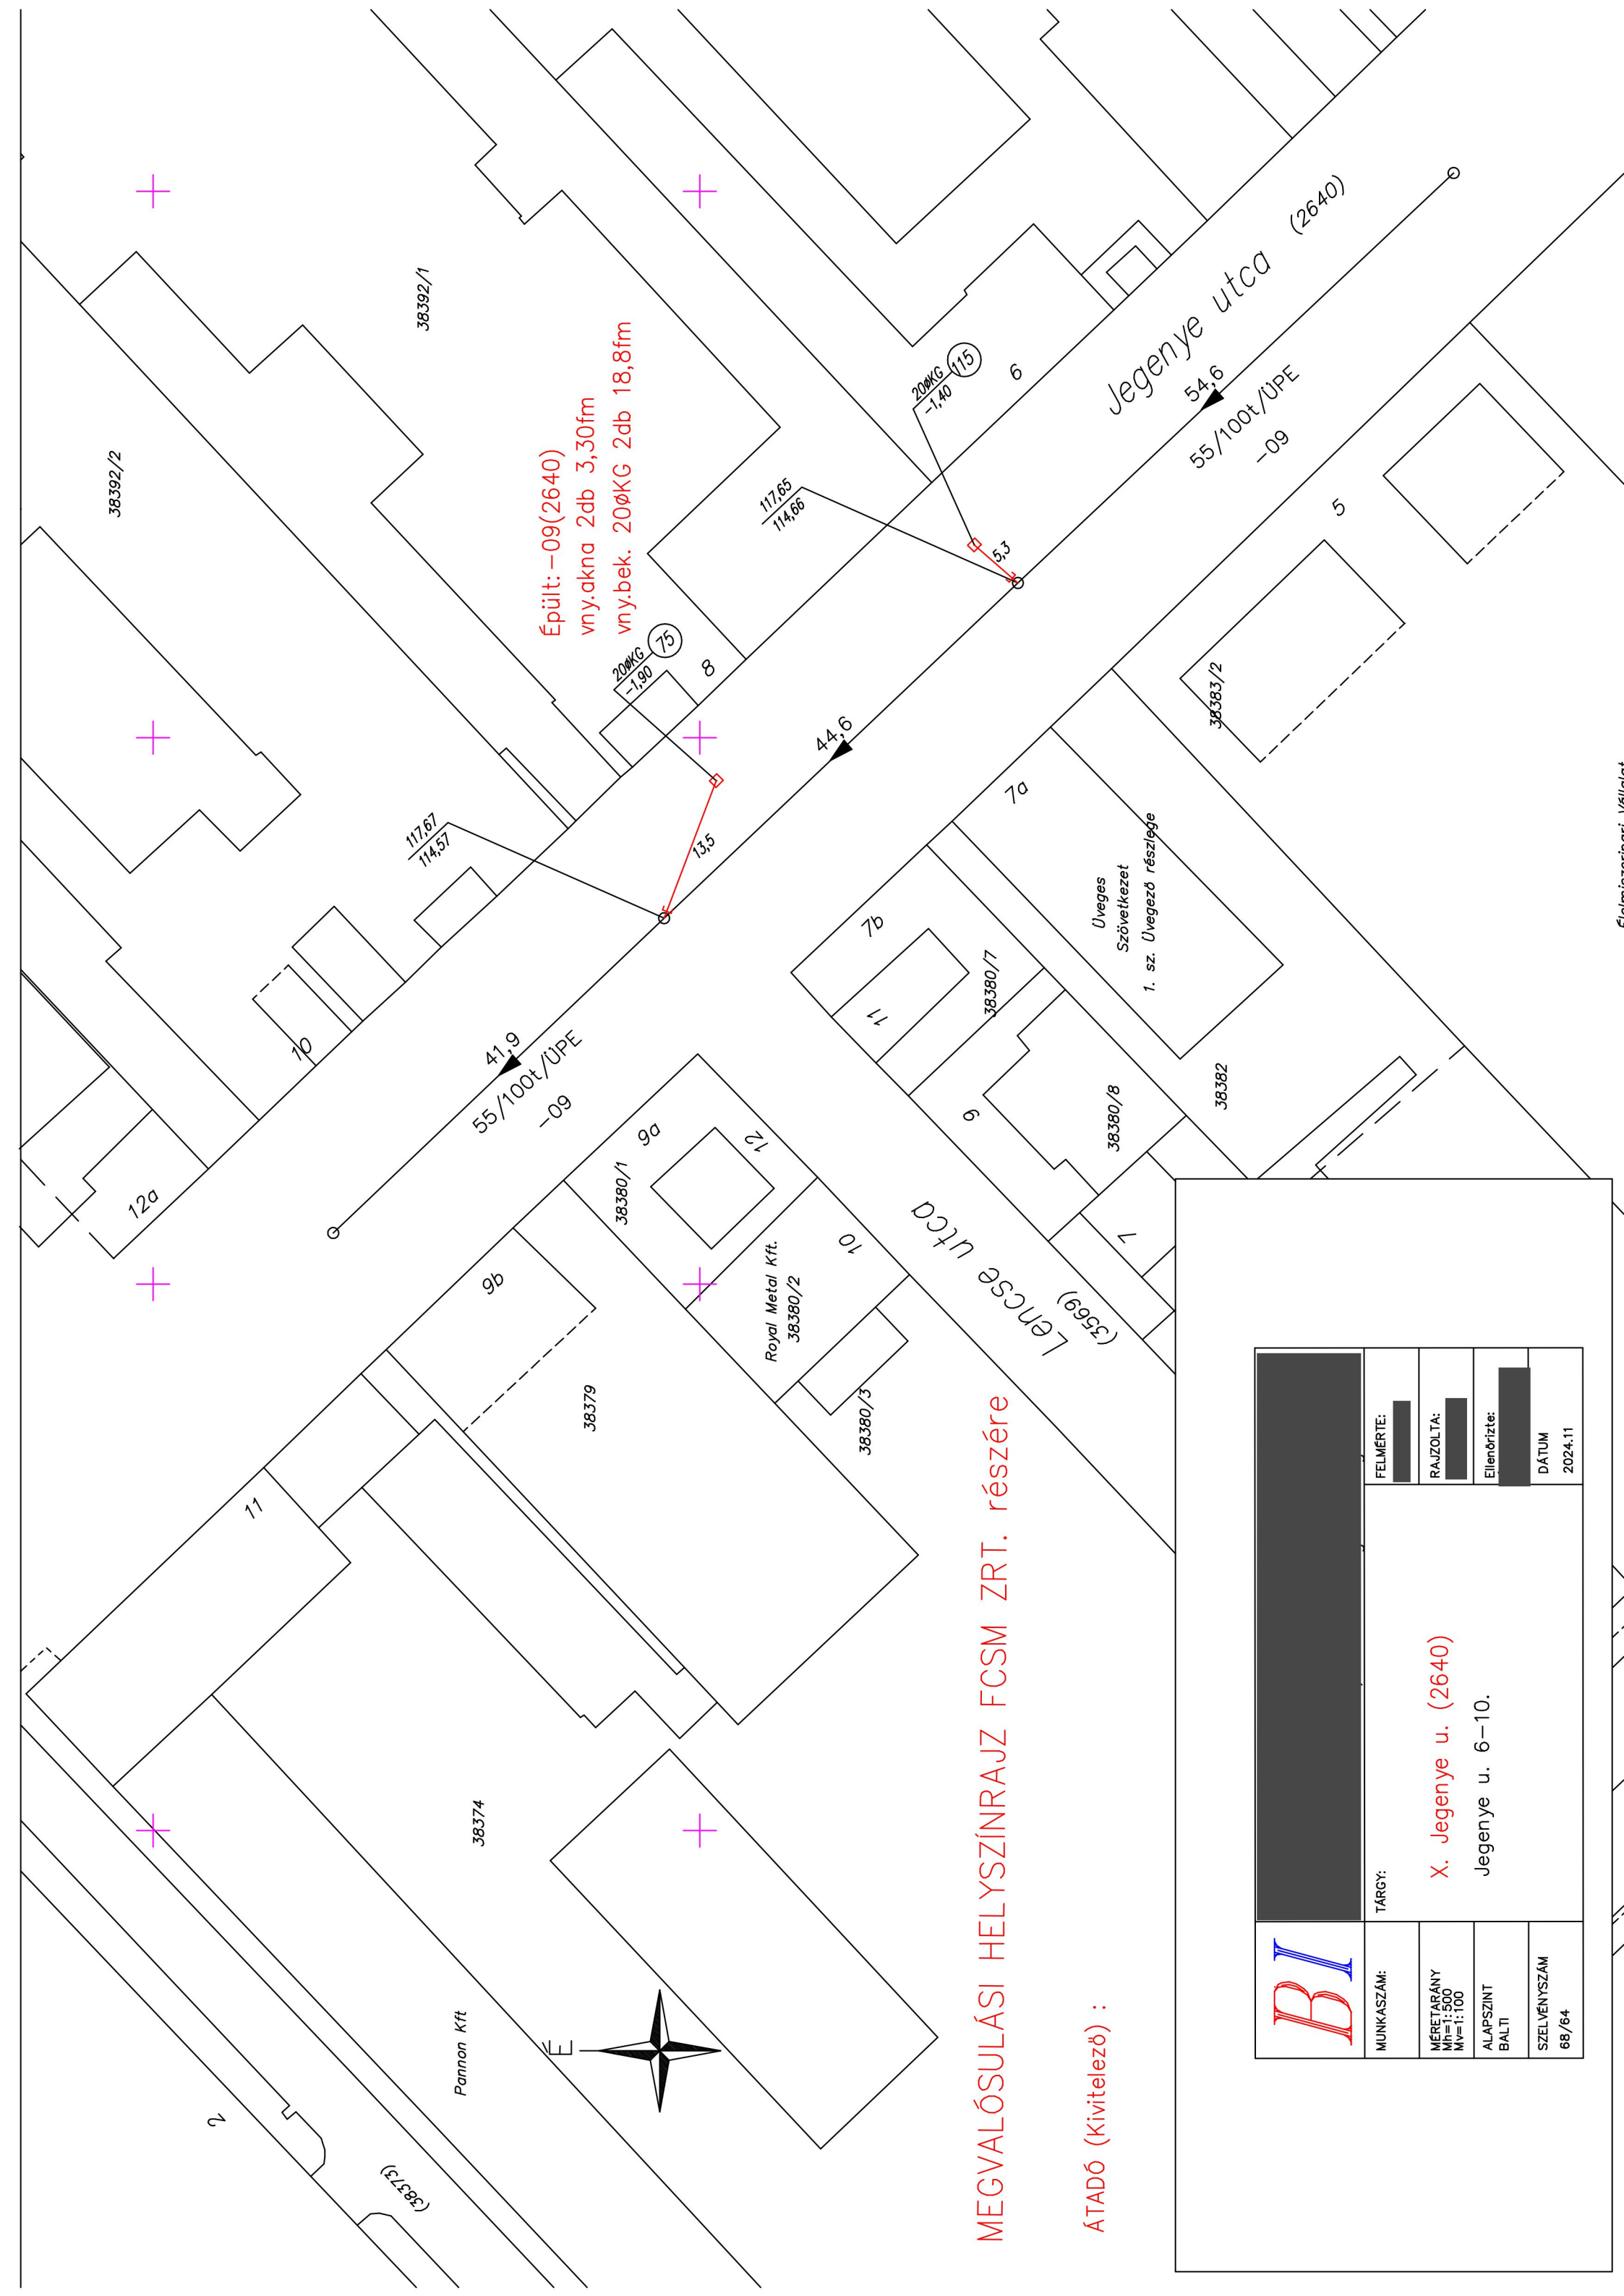 38392/2
38392/1
Épült: -09(2640)
vny.akna 2db 3,30fm
vny.bek. 20øKG 2db 18,8fm
20øKG
-1,90
75
8
117,67
114,57
13,5
117,65
114,66
20øKG
-1,40
115
5,3
6
Jegenye utca (2640)
54,6
55/100t/ÜPE
-09
5
44,6
38383/2
7a
Üveges
Szövetkezet
1. sz. Üvegező részlege
7b
11
38380/7
9
38380/8
38382
7
10
12a
41,9
55/100t/ÜPE
-09
9a
38380/1
12
9b
Royal Metal Kft.
38380/2
10
Lencse utca
(3569)
38380/3
38379
11
38374
Pannon Kft
2
(38373)
É
MEGVALÓSULÁSI HELYSZÍNRAJZ FCSM ZRT. részére
ÁTADÓ (Kivitelező) :
BI
MUNKASZÁM:
MÉRETARÁNY
Mh=1:500
Mv=1:100
ALAPSZINT
BALTI
SZELVÉNYSZÁM
68/64
TÁRGY:
X. Jegenye u. (2640)
Jegenye u. 6-10.
FELMÉRTE:
RAJZOLTA:
Ellenőrizte:
DÁTUM
2024.11